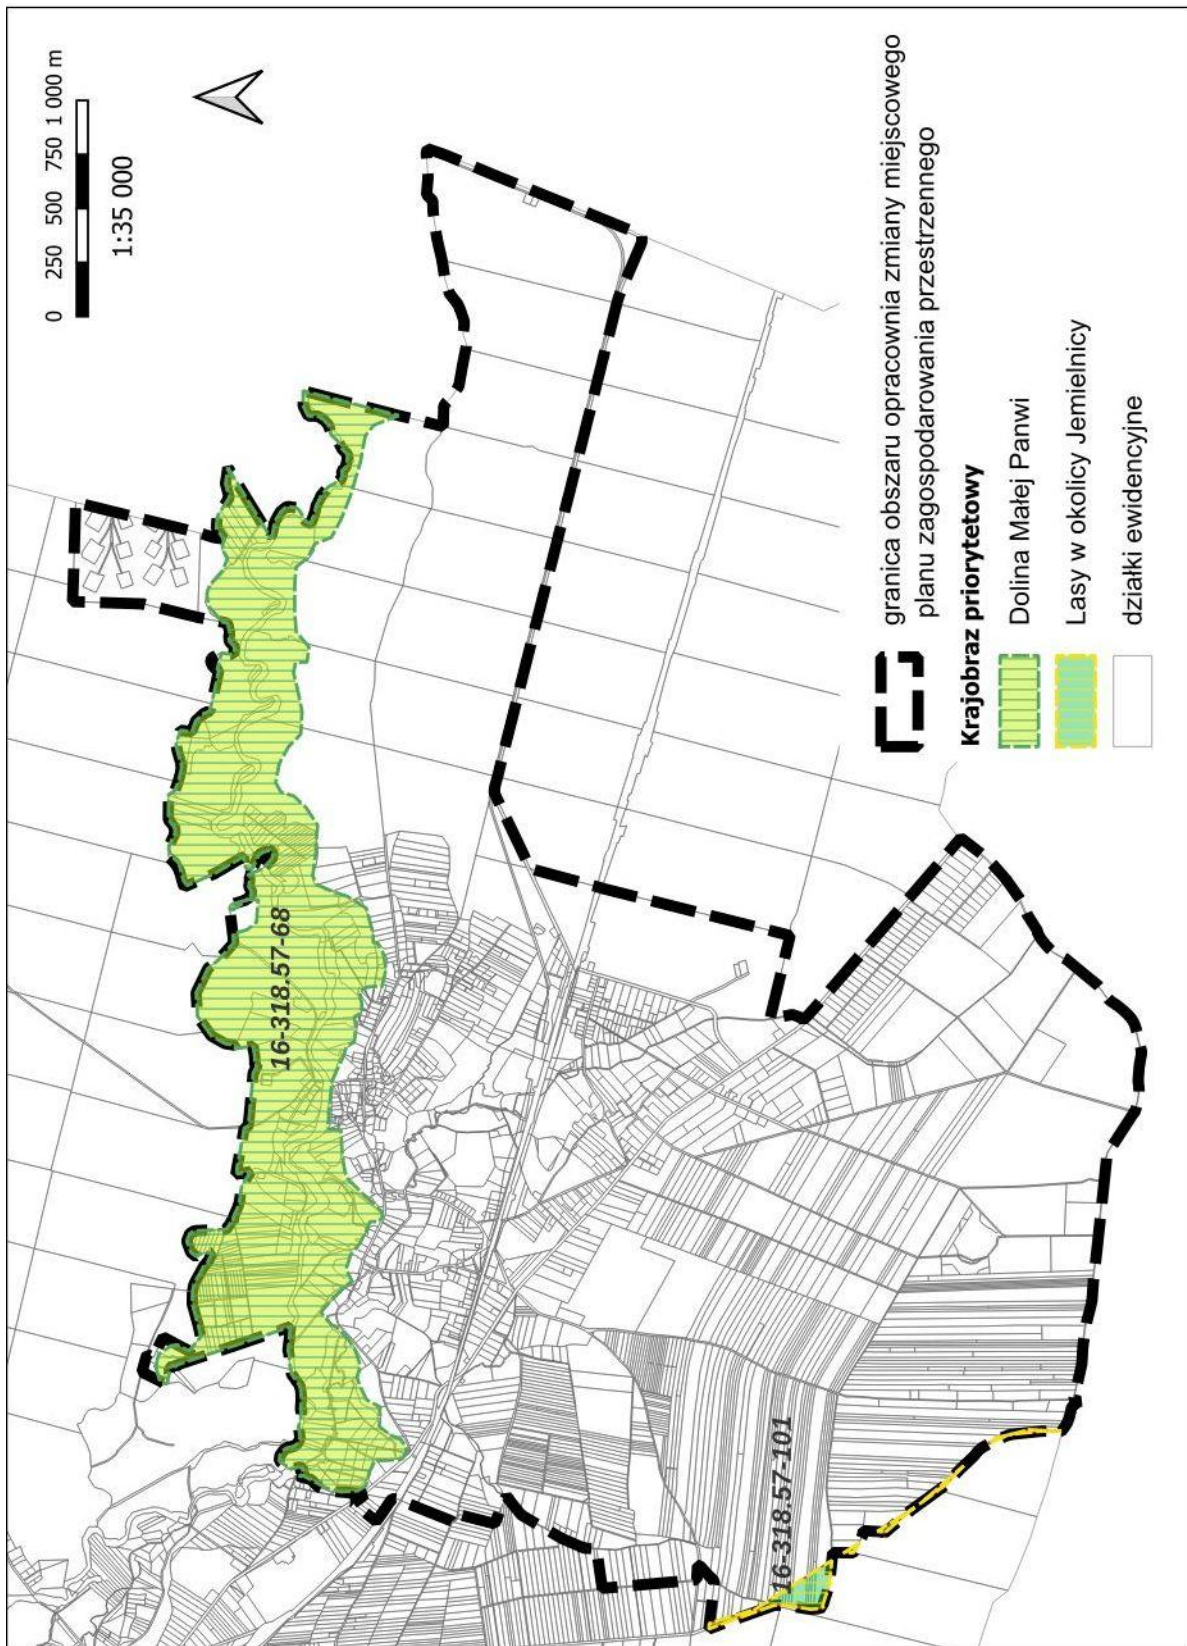 0 250 500 750 1 000 m
1:35 000
16-318.57-68
16-318.57-101
granica obszaru opracownia zmiany miejscowego
planu zagospodarowania przestrzennego
Krajobraz priorytetowy
Dolina Małej Panwi
Lasy w okolicy Jemielnicy
działki ewidencyjne